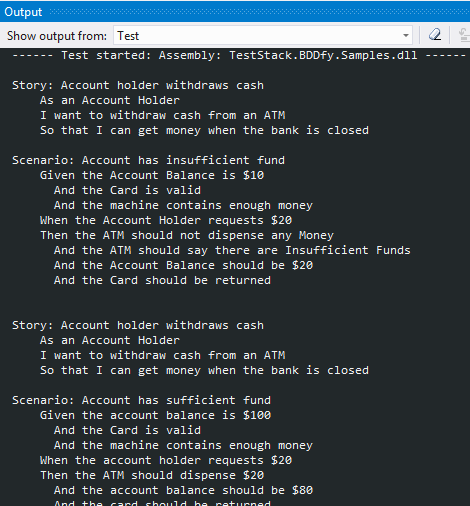 Output
Show output from: Test
------ Test started: Assembly: TestStack.BDDfy.Samples.dll ------
Story: Account holder withdraws cash
As an Account Holder
I want to withdraw cash from an ATM
So that I can get money when the bank is closed
Scenario: Account has insufficient fund
Given the Account Balance is $10
And the Card is valid
And the machine contains enough money
When the Account Holder requests $20
Then the ATM should not dispense any Money
And the ATM should say there are Insufficient Funds
And the Account Balance should be $20
And the Card should be returned
Story: Account holder withdraws cash
As an Account Holder
I want to withdraw cash from an ATM
So that I can get money when the bank is closed
Scenario: Account has sufficient fund
Given the account balance is $100
And the Card is valid
And the machine contains enough money
When the account holder requests $20
Then the ATM should dispense $20
And the account balance should be $80
And the card should be returned